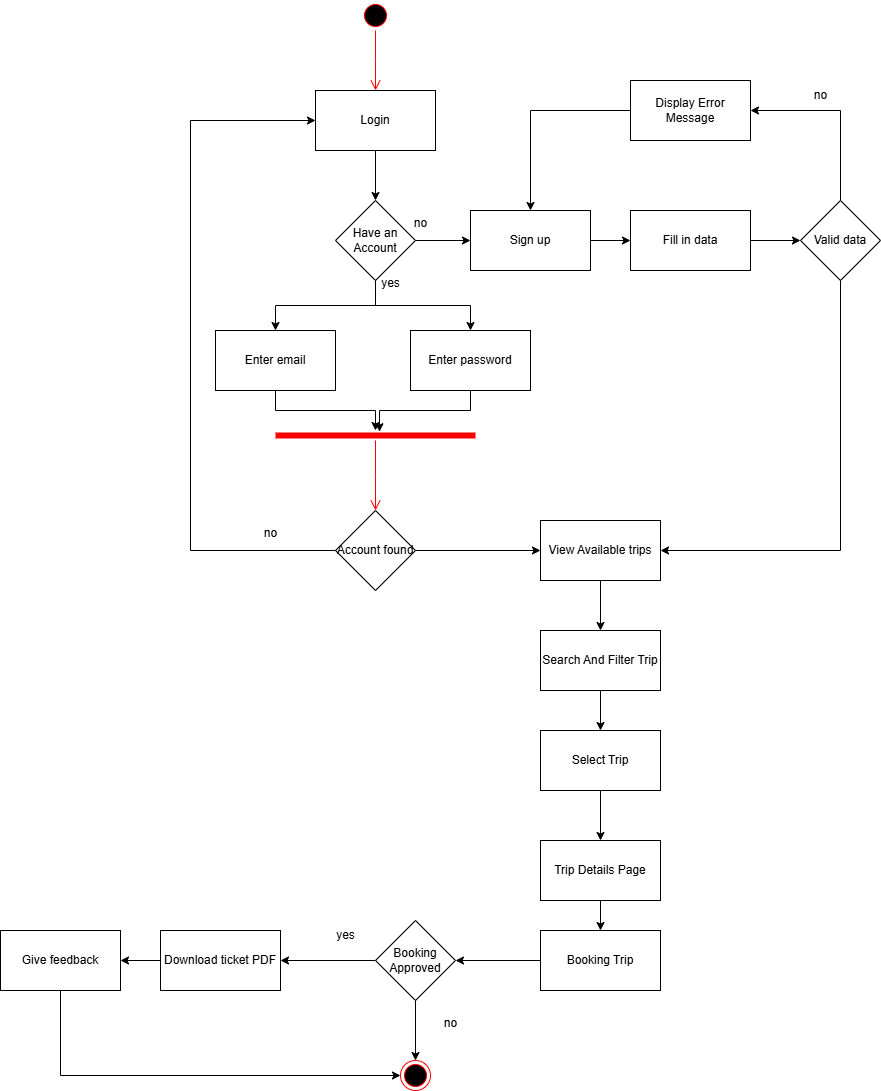 Login
Display Error
Message
no
Have an
Account
no
Sign up
Fill in data
Valid data
yes
Enter email
Enter password
no
Account found
View Available trips
Search And Filter Trip
Select Trip
Trip Details Page
Give feedback
Download ticket PDF
yes
Booking
Approved
Booking Trip
no